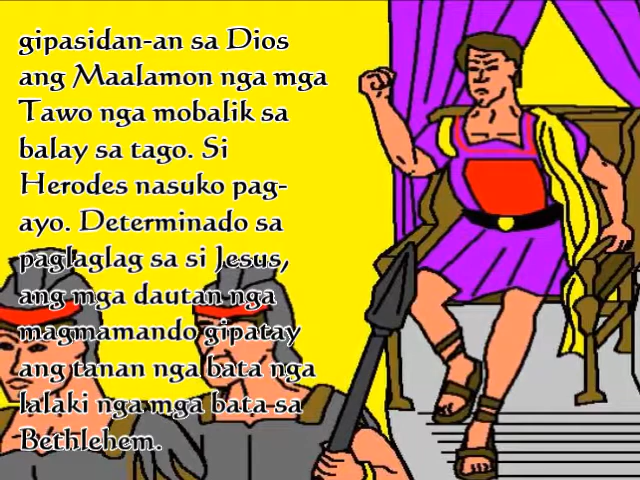 gipasidan-an sa Dios
ang Maalamon nga mga
Tawo nga mobalik sa
balay sa tago. Si
Herodes nasuko pag-
ayo. Determinado sa
paglaglag sa si Jesus,
ang mga dautan nga
magmamando gipatay
ang tanan nga bata nga
lalaki nga mga bata sa
Bethlehem.